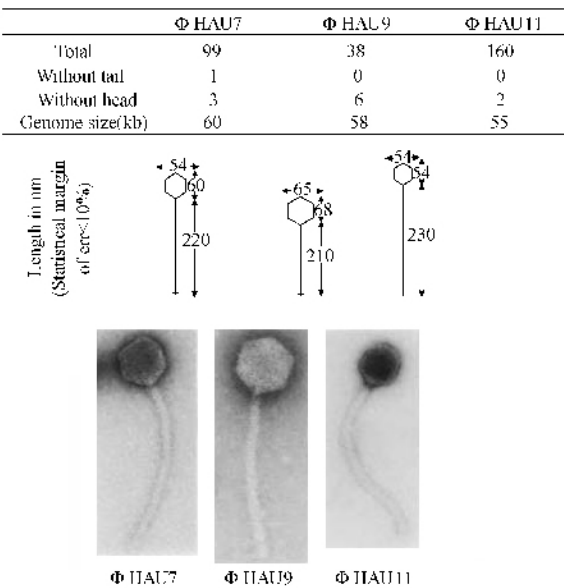 Φ HAU7 Φ HAU9 Φ HAU11
Total 99 38 160
Without tail 1 0 0
Without head 3 6 2
Genome size(kb) 60 58 55
Length in nm
(Statistical margin
of err<10%)
54
60
220
65
68
210
54
54
230
Φ HAU7 Φ HAU9 Φ HAU11